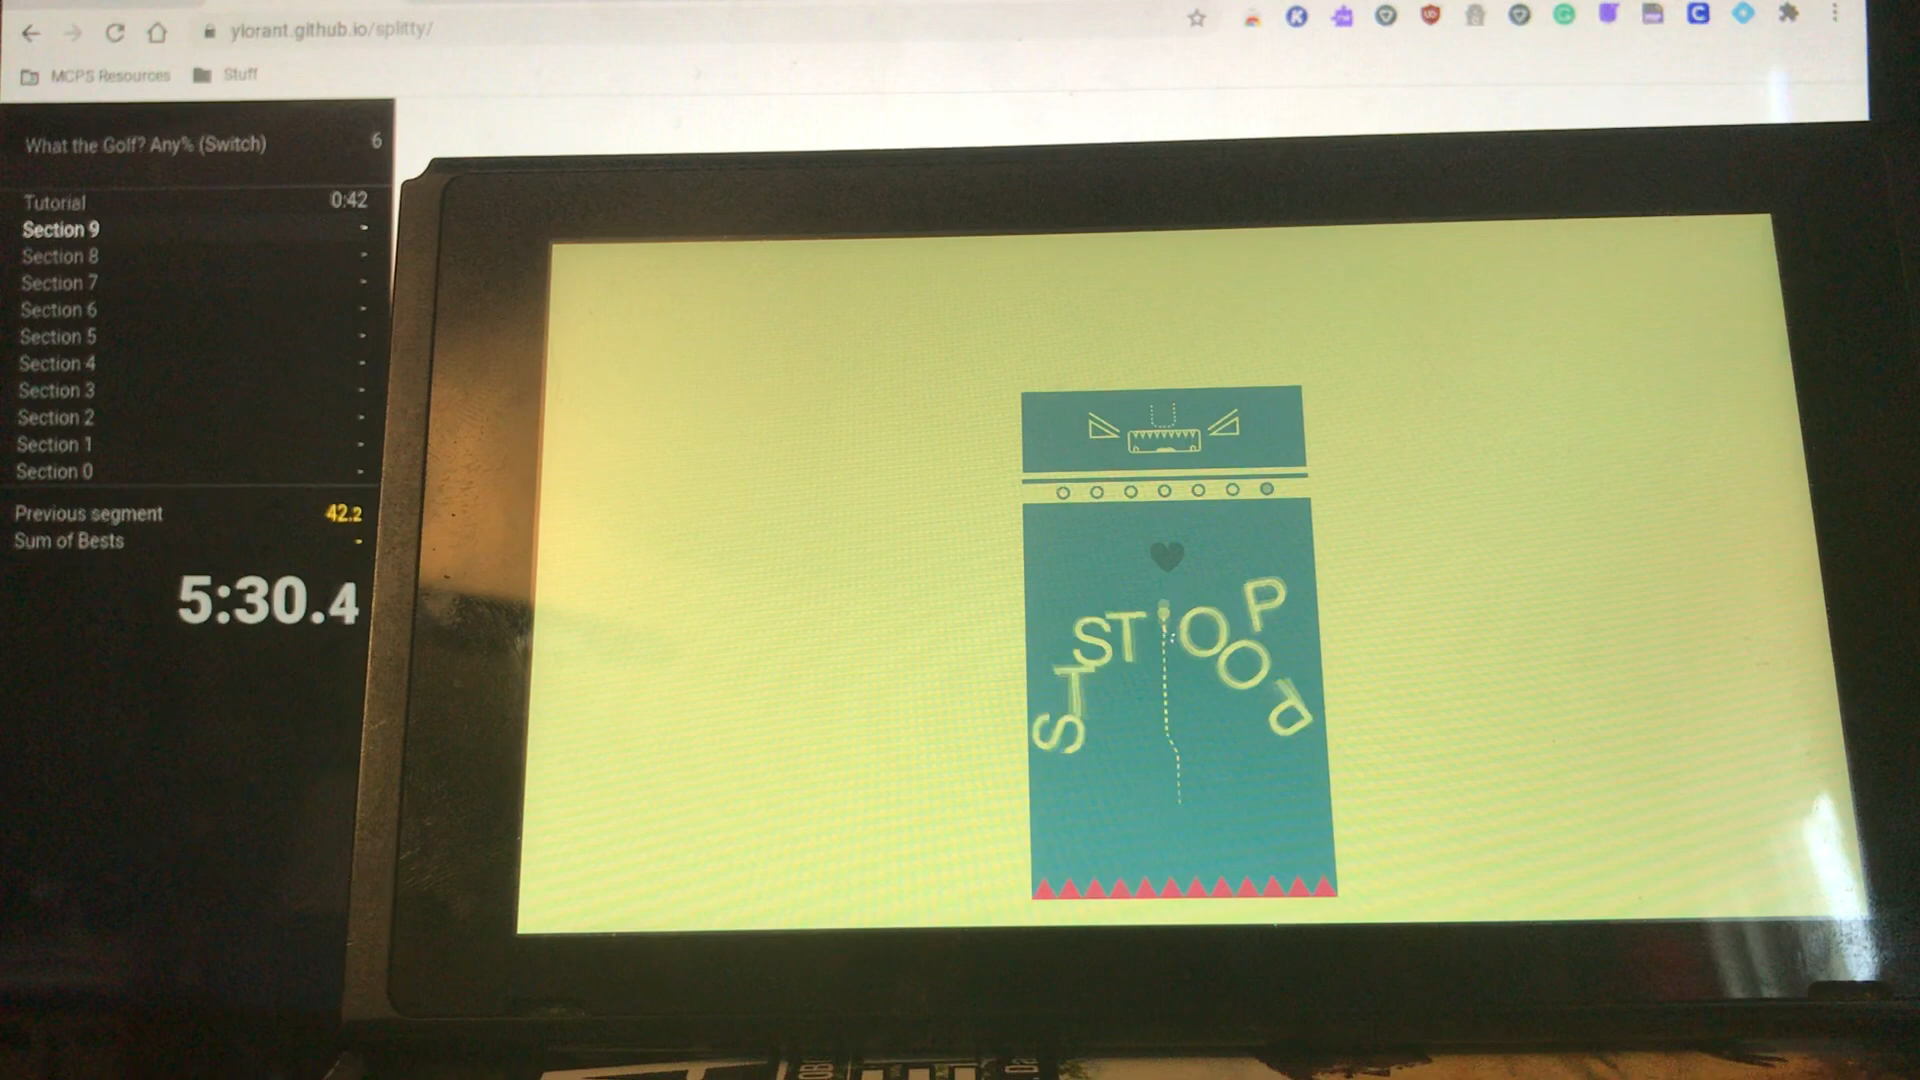 ylorant.github.io/splitty/
MCPS Resources Stuff
What the Golf? Any% (Switch) 6
Tutorial 0:42
Section 9 -
Section 8 -
Section 7 -
Section 6 -
Section 5 -
Section 4 -
Section 3 -
Section 2 -
Section 1 -
Section 0 -
Previous segment 42.2
Sum of Bests -
5:30.4
STOP
STOP